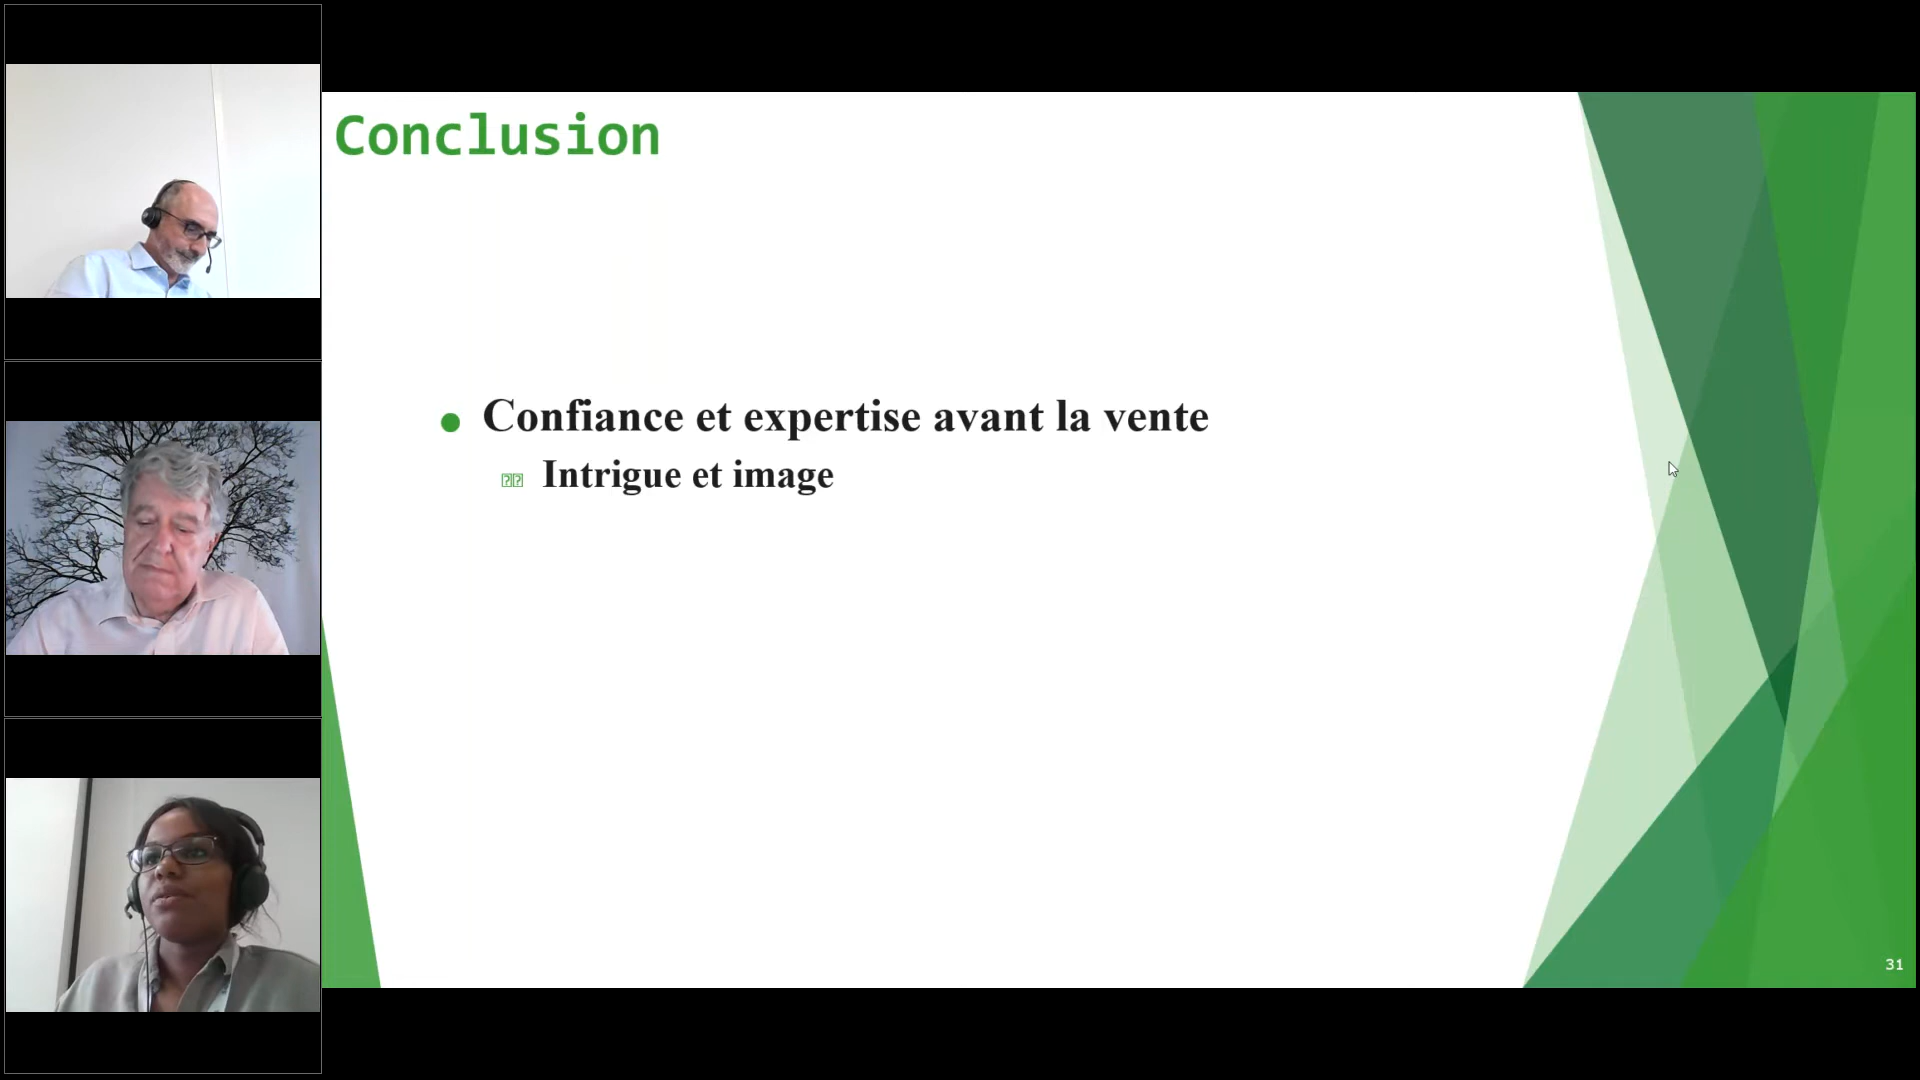 Conclusion
Confiance et expertise avant la vente
Intrigue et image
31